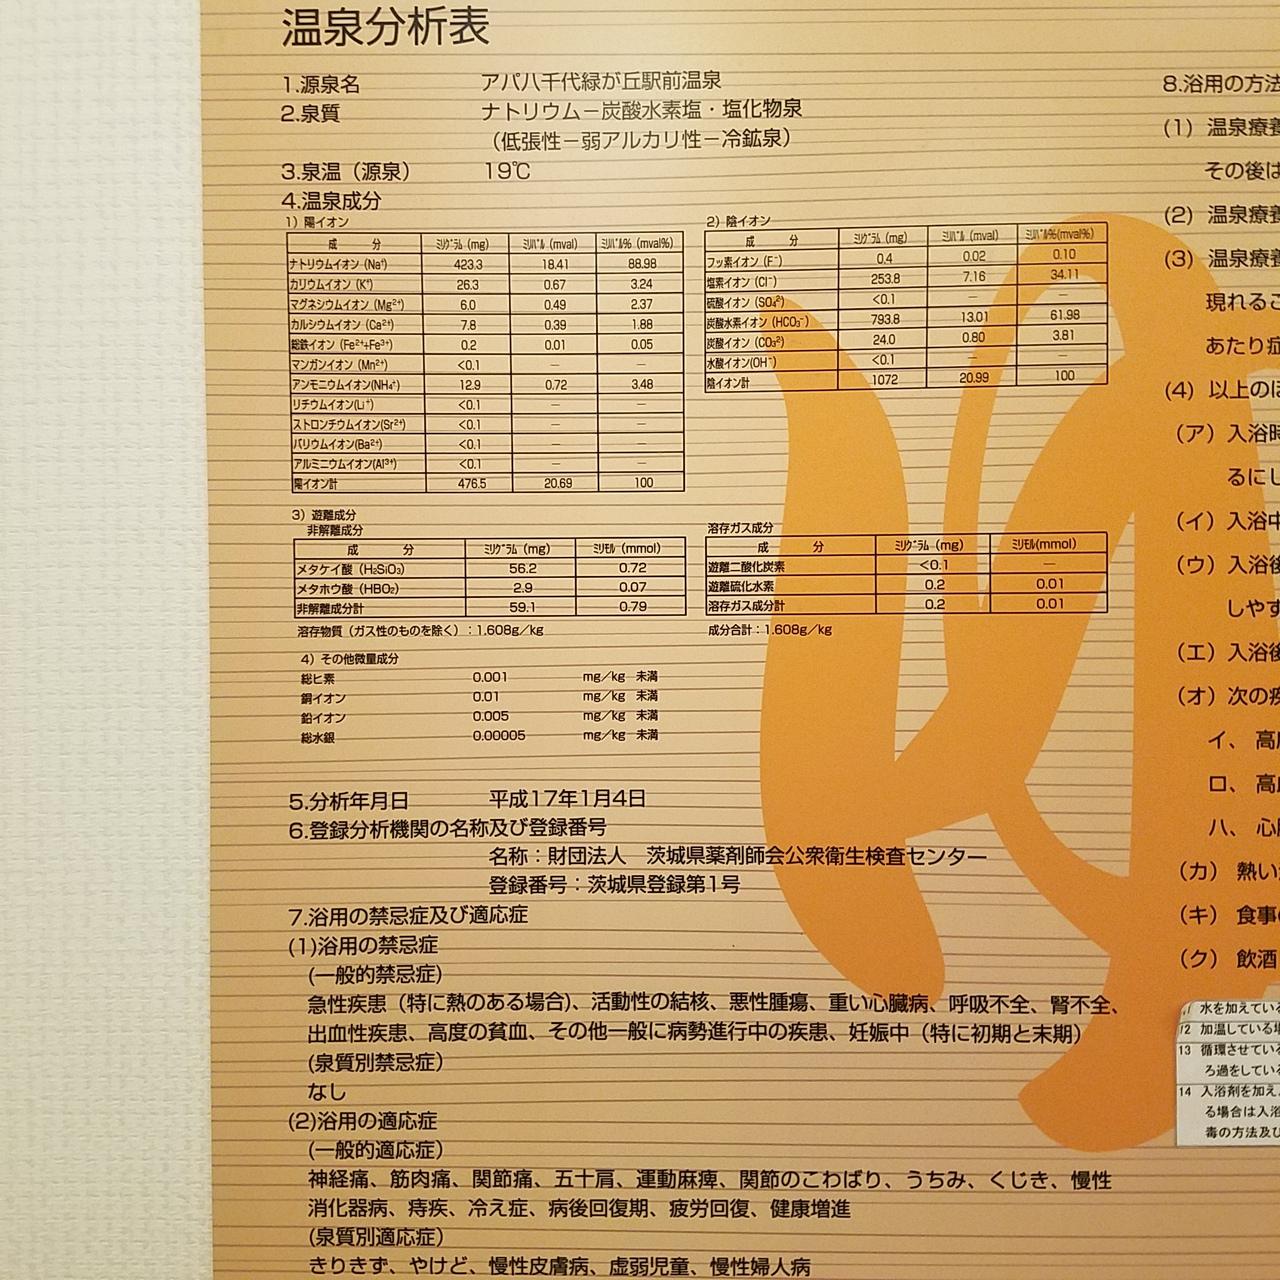 温泉分析表
1.源泉名 アパ八千代緑が丘駅前温泉
2.泉質 ナトリウム－炭酸水素塩・塩化物泉
（低張性－弱アルカリ性－冷鉱泉）
3.泉温（源泉） 19℃
4.温泉成分
1）陽イオン
成 分 ﾐﾘｸﾞﾗﾑ (mg) ﾐﾘﾊﾞﾙ (mval) ﾐﾘﾊﾞﾙ% (mval%)
ナトリウムイオン (Na⁺) 423.3 18.41 88.98
カリウムイオン (K⁺) 26.3 0.67 3.24
マグネシウムイオン (Mg²⁺) 6.0 0.49 2.37
カルシウムイオン (Ca²⁺) 7.8 0.39 1.88
総鉄イオン (Fe²⁺+Fe³⁺) 0.2 0.01 0.05
マンガンイオン (Mn²⁺) <0.1 — —
アンモニウムイオン(NH₄⁺) 12.9 0.72 3.48
リチウムイオン(Li⁺) <0.1 — —
ストロンチウムイオン(Sr²⁺) <0.1 — —
バリウムイオン(Ba²⁺) <0.1 — —
アルミニウムイオン(Al³⁺) <0.1 — —
陽イオン計 476.5 20.69 100
2）陰イオン
成 分 ﾐﾘｸﾞﾗﾑ (mg) ﾐﾘﾊﾞﾙ (mval) ﾐﾘﾊﾞﾙ%(mval%)
フッ素イオン (F⁻) 0.4 0.02 0.10
塩素イオン (Cl⁻) 253.8 7.16 34.11
硫酸イオン (SO₄²) <0.1 — —
炭酸水素イオン (HCO₃⁻) 793.8 13.01 61.98
炭酸イオン (CO₃²) 24.0 0.80 3.81
水酸イオン(OH⁻) <0.1 — —
陰イオン計 1072 20.99 100
3）遊離成分
非解離成分
成 分 ﾐﾘｸﾞﾗﾑ (mg) ﾐﾘﾓﾙ (mmol)
メタケイ酸 (H₂SiO₃) 56.2 0.72
メタホウ酸 (HBO₂) 2.9 0.07
非解離成分計 59.1 0.79
溶存物質（ガス性のものを除く）：1.608g／kg
溶存ガス成分
成 分 ﾐﾘｸﾞﾗﾑ (mg) ﾐﾘﾓﾙ(mmol)
遊離二酸化炭素 <0.1 —
遊離硫化水素 0.2 0.01
溶存ガス成分計 0.2 0.01
成分合計：1.608g／kg
4）その他微量成分
総ヒ素 0.001 mg／kg 未満
銅イオン 0.01 mg／kg 未満
鉛イオン 0.005 mg／kg 未満
総水銀 0.00005 mg／kg 未満
5.分析年月日 平成17年1月4日
6.登録分析機関の名称及び登録番号
名称：財団法人 茨城県薬剤師会公衆衛生検査センター
登録番号：茨城県登録第1号
7.浴用の禁忌症及び適応症
(1)浴用の禁忌症
(一般的禁忌症)
急性疾患（特に熱のある場合）、活動性の結核、悪性腫瘍、重い心臓病、呼吸不全、腎不全、
出血性疾患、高度の貧血、その他一般に病勢進行中の疾患、妊娠中（特に初期と末期）
(泉質別禁忌症)
なし
(2)浴用の適応症
(一般的適応症)
神経痛、筋肉痛、関節痛、五十肩、運動麻痺、関節のこわばり、うちみ、くじき、慢性
消化器病、痔疾、冷え症、病後回復期、疲労回復、健康増進
(泉質別適応症)
きりきず、やけど、慢性皮膚病、虚弱児童、慢性婦人病
8.浴用の方法
(1) 温泉療養
その後は
(2) 温泉療養
(3) 温泉療養
現れるこ
あたり症
(4) 以上のほ
（ア）入浴時
るにし
（イ）入浴中
（ウ）入浴後
しやす
（エ）入浴後
（オ）次の疾
イ、 高
ロ、 高
ハ、 心
（カ） 熱い
（キ） 食事
（ク） 飲酒
水を加えている
12 加温している場
13 循環させている
ろ過をしている
14 入浴剤を加え
る場合は入浴
毒の方法及び